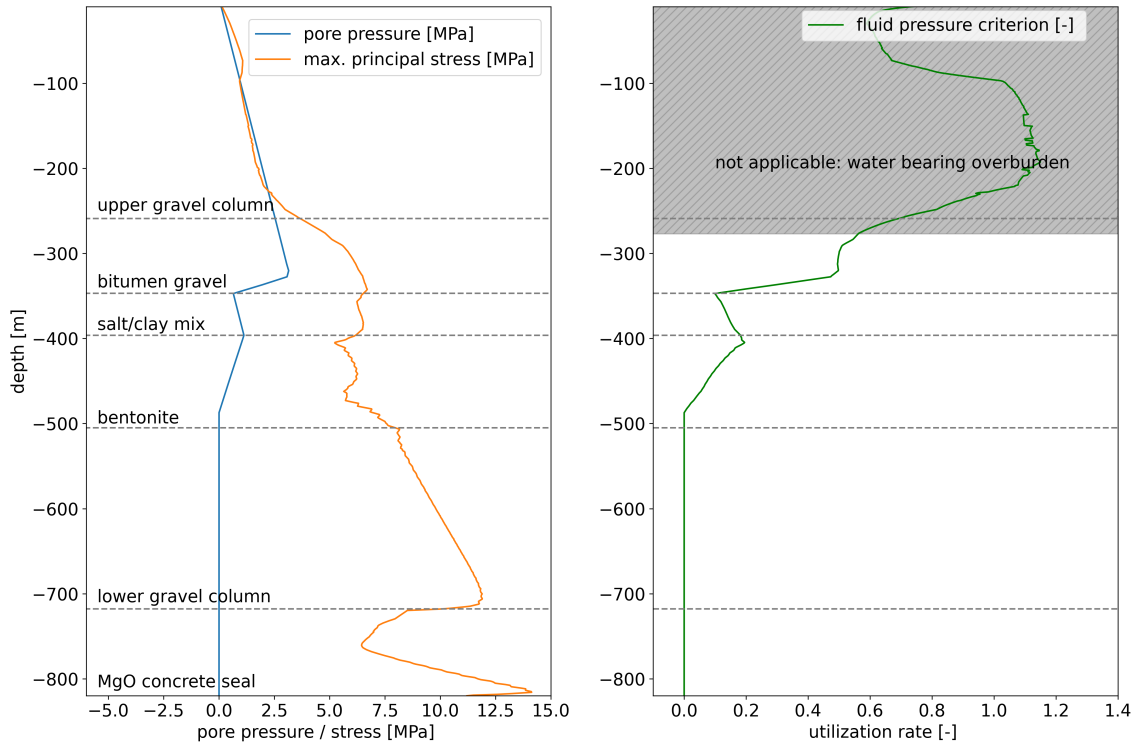 pore pressure [MPa]
max. principal stress [MPa]
upper gravel column
bitumen gravel
salt/clay mix
bentonite
lower gravel column
MgO concrete seal
−100
−200
−300
−400
−500
−600
−700
−800
depth [m]
−5.0 −2.5 0.0 2.5 5.0 7.5 10.0 12.5 15.0
pore pressure / stress [MPa]
fluid pressure criterion [-]
not applicable: water bearing overburden
−100
−200
−300
−400
−500
−600
−700
−800
0.0 0.2 0.4 0.6 0.8 1.0 1.2 1.4
utilization rate [-]